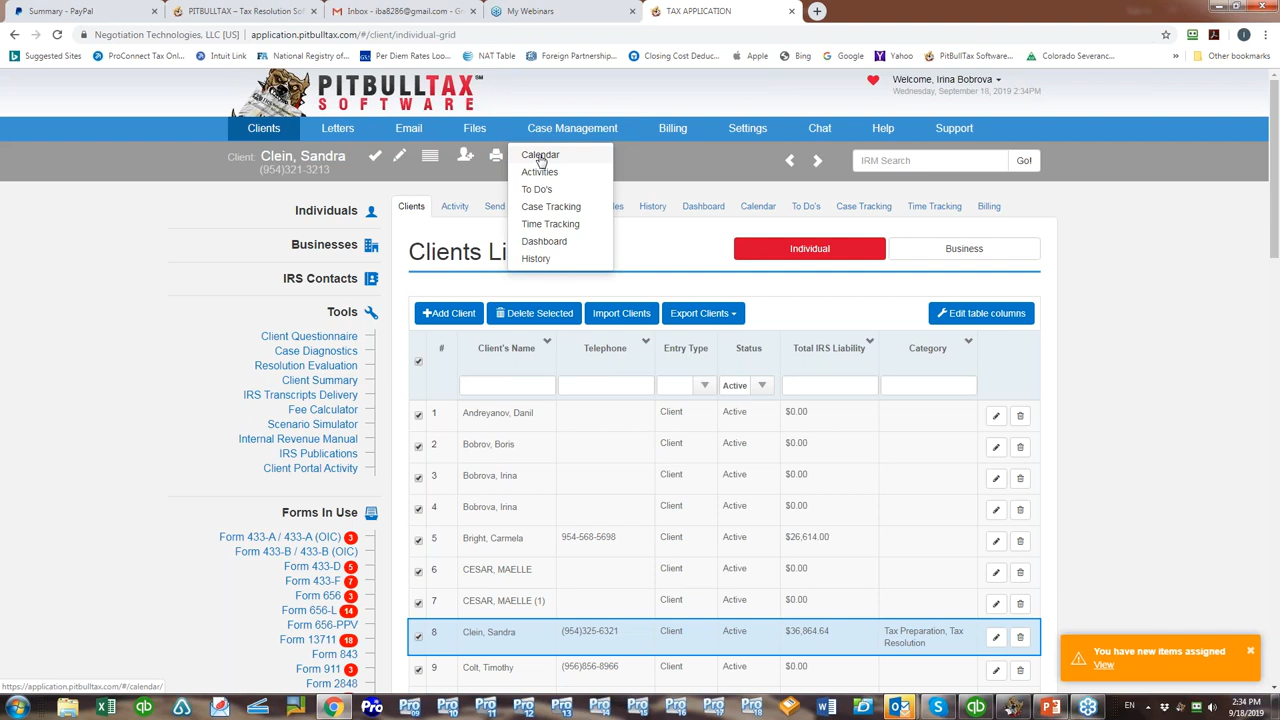 Summary - PayPal
PITBULLTAX – Tax Resolution Soft
Inbox - iba8286@gmail.com - G
My Webinars
TAX APPLICATION
Negotiation Technologies, LLC [US] | application.pitbulltax.com/#/client/individual-grid
Suggested Sites
ProConnect Tax Onli...
Intuit Link
National Registry of...
Per Diem Rates Loo...
NAT Table
Foreign Partnership...
Closing Cost Deduc...
Apple
Bing
Google
Yahoo
PitBullTax Software...
Colorado Severanc...
»
Other bookmarks
PITBULLTAX™
SOFTWARE
Welcome, Irina Bobrova
Wednesday, September 18, 2019 2:34PM
Clients
Letters
Email
Files
Case Management
Billing
Settings
Chat
Help
Support
Client: Clein, Sandra
(954)321-3213
IRM Search
Go!
Calendar
Activities
To Do's
Case Tracking
Time Tracking
Dashboard
History
Clients
Activity
Send
les
History
Dashboard
Calendar
To Do's
Case Tracking
Time Tracking
Billing
Individuals
Businesses
IRS Contacts
Tools
Client Questionnaire
Case Diagnostics
Resolution Evaluation
Client Summary
IRS Transcripts Delivery
Fee Calculator
Scenario Simulator
Internal Revenue Manual
IRS Publications
Client Portal Activity
Forms In Use
Form 433-A / 433-A (OIC) 3
Form 433-B / 433-B (OIC)
Form 433-D 5
Form 433-F 7
Form 656 3
Form 656-L 14
Form 656-PPV
Form 13711 18
Form 843
Form 911 3
Form 2848
Clients Li
Individual
Business
+Add Client
Delete Selected
Import Clients
Export Clients
Edit table columns
# Client's Name Telephone Entry Type Status Total IRS Liability Category
Active
1 Andreyanov, Danil Client Active $0.00
2 Bobrov, Boris Client Active $0.00
3 Bobrova, Irina Client Active $0.00
4 Bobrova, Irina Client Active $0.00
5 Bright, Carmela 954-568-5698 Client Active $26,614.00
6 CESAR, MAELLE Client Active $0.00
7 CESAR, MAELLE (1) Client Active $0.00
8 Clein, Sandra (954)325-6321 Client Active $36,864.64 Tax Preparation, Tax
Resolution
9 Colt, Timothy (956)856-8966 Client Active $0.00
You have new items assigned
View
https://application.pitbulltax.com/#/calendar/
EN
2:34 PM
9/18/2019